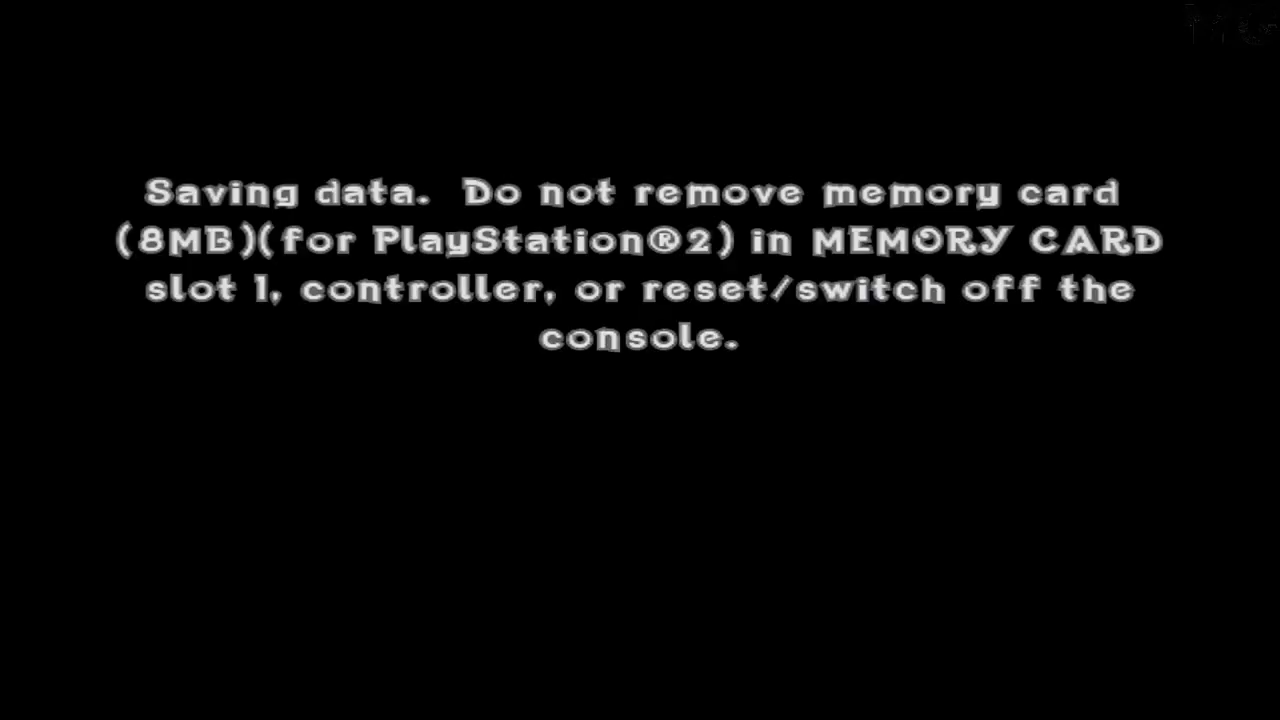 Saving data.  Do not remove memory card
(8MB)(for PlayStation®2) in MEMORY CARD
slot 1, controller, or reset/switch off the
console.